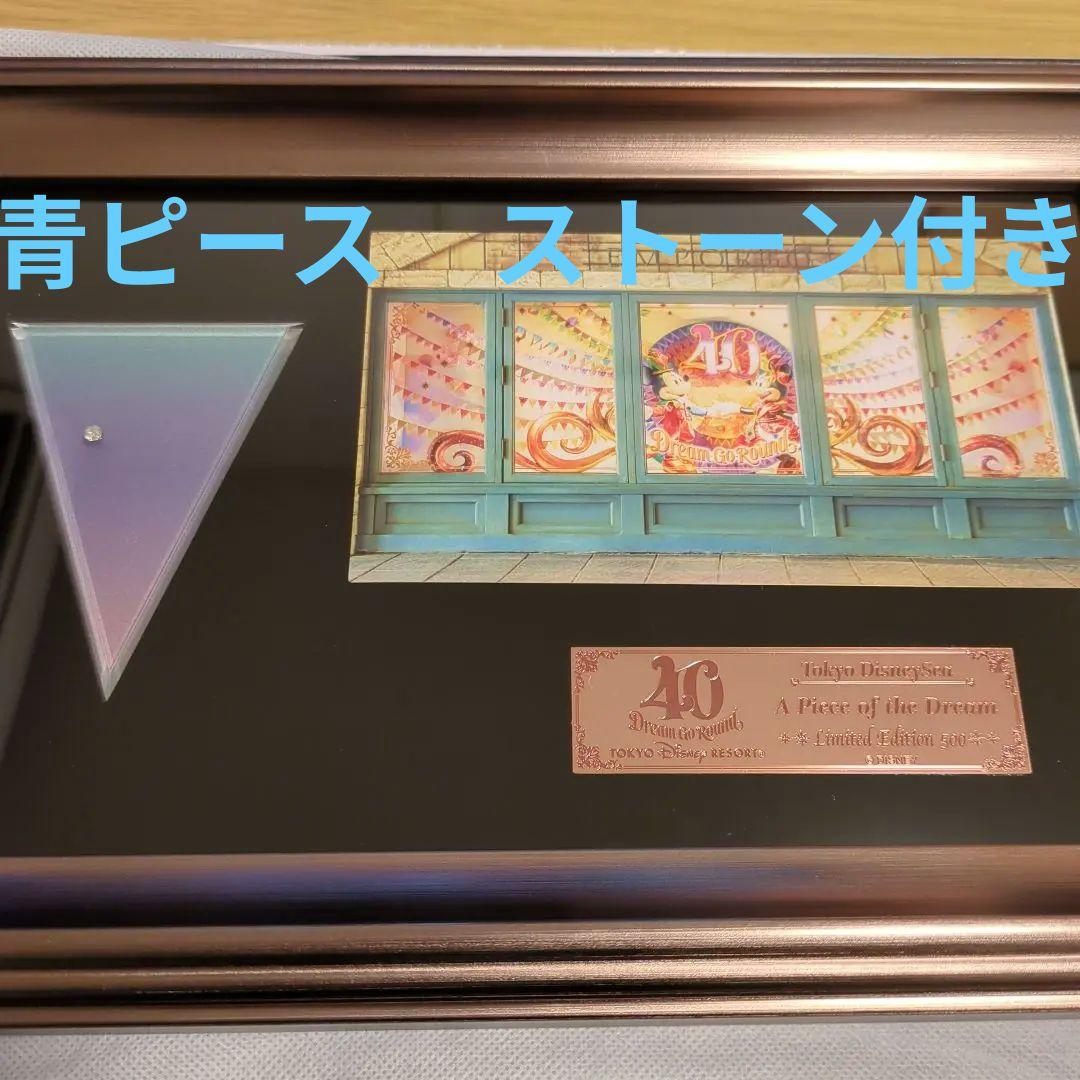 青ピース ストーン付き
40
Dream Go Round
40
Dream Go Round
TOKYO Disney RESORT®
Tokyo DisneySea
A Piece of the Dream
Limited Edition 500
© DISNEY